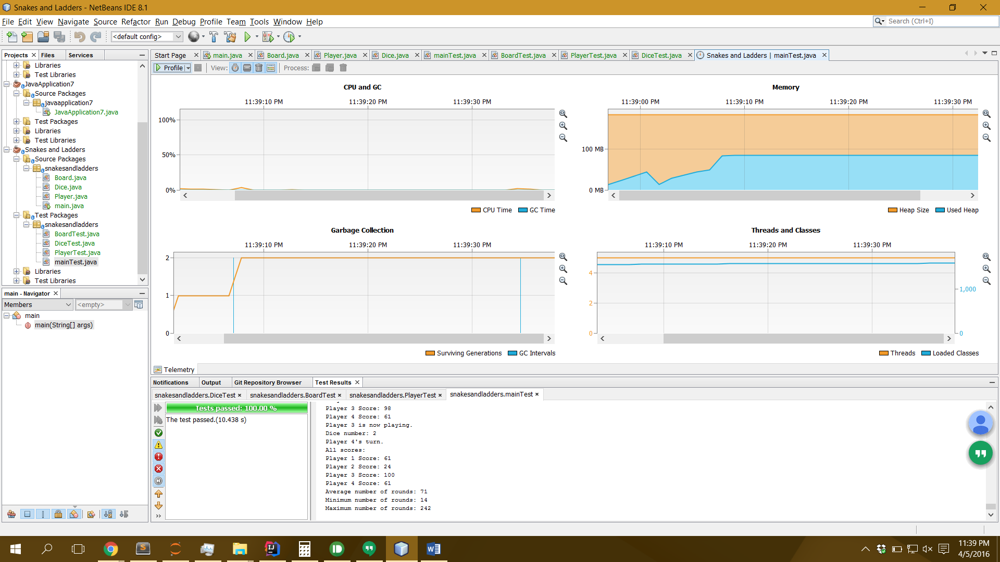 Snakes and Ladders - NetBeans IDE 8.1
File Edit View Navigate Source Refactor Run Debug Profile Team Tools Window Help
Search (Ctrl+I)
<default config>
Projects Files Services
Libraries
Test Libraries
JavaApplication7
Source Packages
javaapplication7
JavaApplication7.java
Test Packages
Libraries
Test Libraries
Snakes and Ladders
Source Packages
snakesandladders
Board.java
Dice.java
Player.java
main.java
Test Packages
snakesandladders
BoardTest.java
DiceTest.java
PlayerTest.java
mainTest.java
Libraries
Test Libraries
main - Navigator
Members <empty>
main
main(String[] args)
Start Page main.java Board.java Player.java Dice.java mainTest.java BoardTest.java PlayerTest.java DiceTest.java Snakes and Ladders | mainTest.java
Profile View: Process:
CPU and GC
11:39:10 PM 11:39:20 PM 11:39:30 PM
100%
50%
0%
CPU Time GC Time
Memory
11:39:00 PM 11:39:10 PM 11:39:20 PM 11:39:30 PM
100 MB
0 MB
Heap Size Used Heap
Garbage Collection
11:39:10 PM 11:39:20 PM 11:39:30 PM
2
1
0
Surviving Generations GC Intervals
Threads and Classes
11:39:10 PM 11:39:20 PM 11:39:30 PM
4
1,000
2
0 0
Threads Loaded Classes
Telemetry
Notifications Output Git Repository Browser Test Results
snakesandladders.DiceTest snakesandladders.BoardTest snakesandladders.PlayerTest snakesandladders.mainTest
Tests passed: 100.00 %
The test passed.(10.438 s)
Player 3 Score: 98
Player 4 Score: 61
Player 3 is now playing.
Dice number: 2
Player 4's turn.
All scores:
Player 1 Score: 61
Player 2 Score: 24
Player 3 Score: 100
Player 4 Score: 61
Average number of rounds: 71
Minimum number of rounds: 14
Maximum number of rounds: 242
11:39 PM
4/5/2016